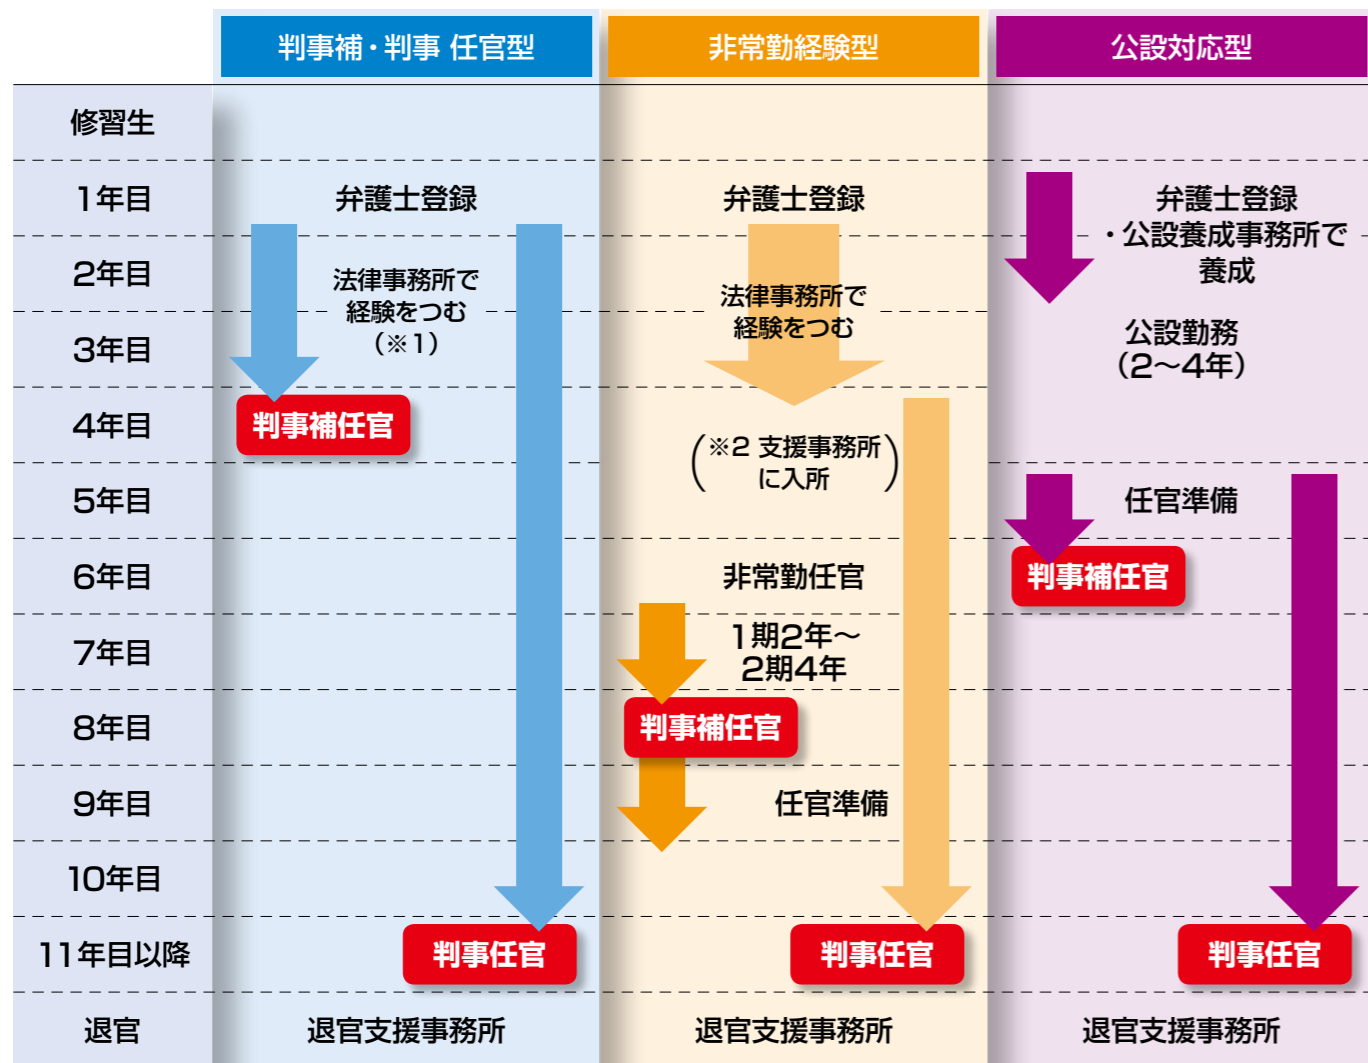 判事補・判事 任官型
非常勤経験型
公設対応型
修習生
1年目
弁護士登録
弁護士登録
弁護士登録
・公設養成事務所で
養成
2年目
法律事務所で
経験をつむ
（※1）
法律事務所で
経験をつむ
3年目
公設勤務
（2〜4年）
4年目
判事補任官
（※2 支援事務所
に入所）
5年目
任官準備
6年目
非常勤任官
判事補任官
7年目
1期2年〜
2期4年
8年目
判事補任官
9年目
任官準備
10年目
11年目以降
判事任官
判事任官
判事任官
退官
退官支援事務所
退官支援事務所
退官支援事務所